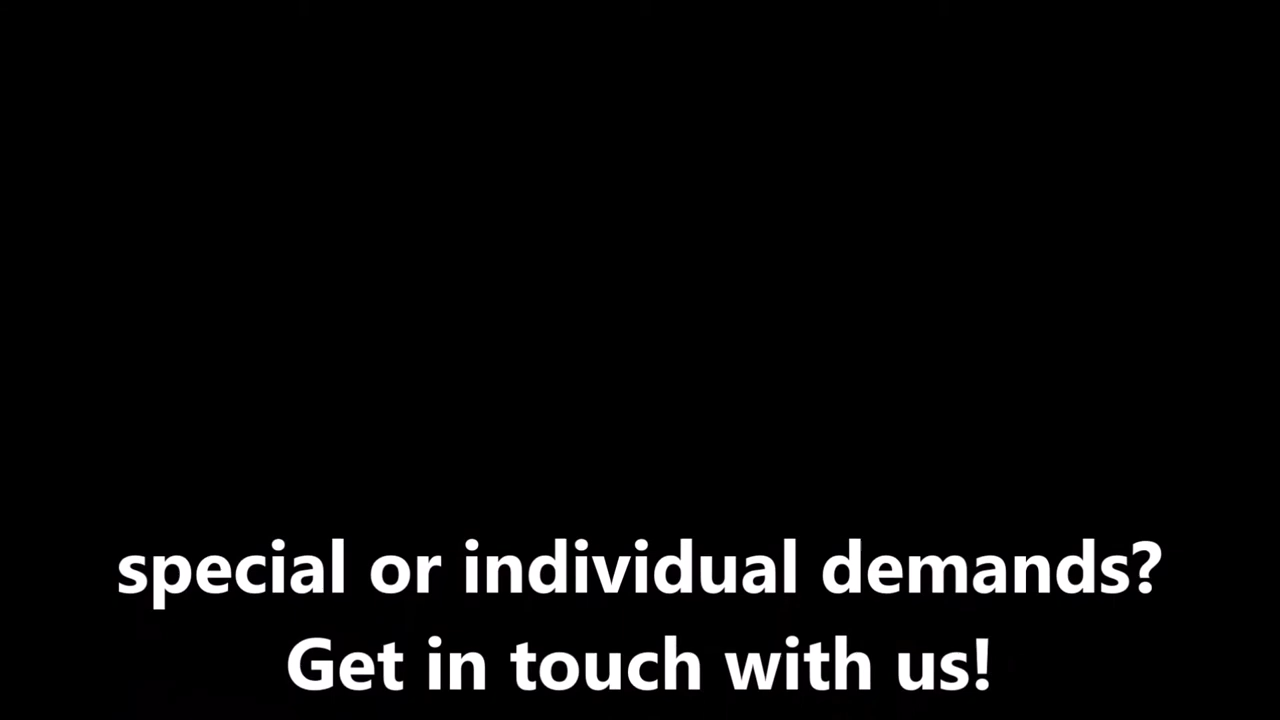 special or individual demands?
Get in touch with us!